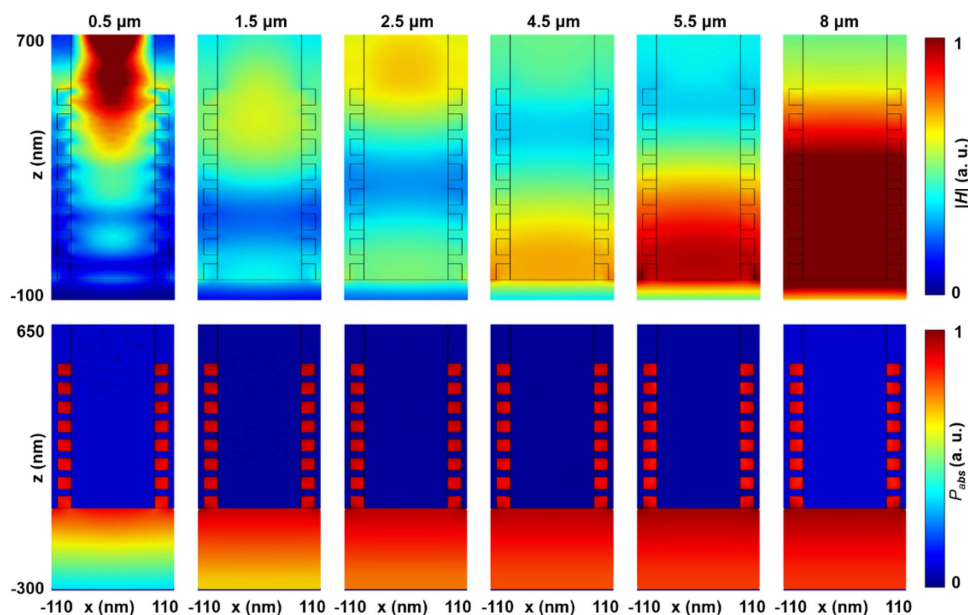 0.5 µm 1.5 µm 2.5 µm 4.5 µm 5.5 µm 8 µm
700
z (nm)
-100
1
|H| (a. u.)
0
650
z (nm)
-300
1
P_abs (a. u.)
0
-110 x (nm) 110 -110 x (nm) 110 -110 x (nm) 110 -110 x (nm) 110 -110 x (nm) 110 -110 x (nm) 110